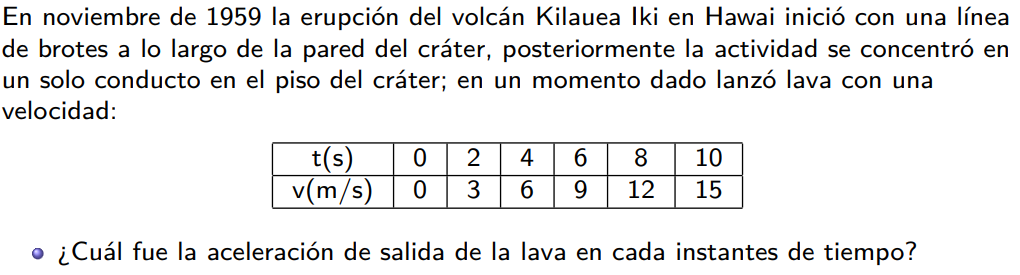 En noviembre de 1959 la erupción del volcán Kilauea Iki en Hawai inició con una línea
de brotes a lo largo de la pared del cráter, posteriormente la actividad se concentró en
un solo conducto en el piso del cráter; en un momento dado lanzó lava con una
velocidad:
t(s) 0 2 4 6 8 10
v(m/s) 0 3 6 9 12 15
¿Cuál fue la aceleración de salida de la lava en cada instantes de tiempo?